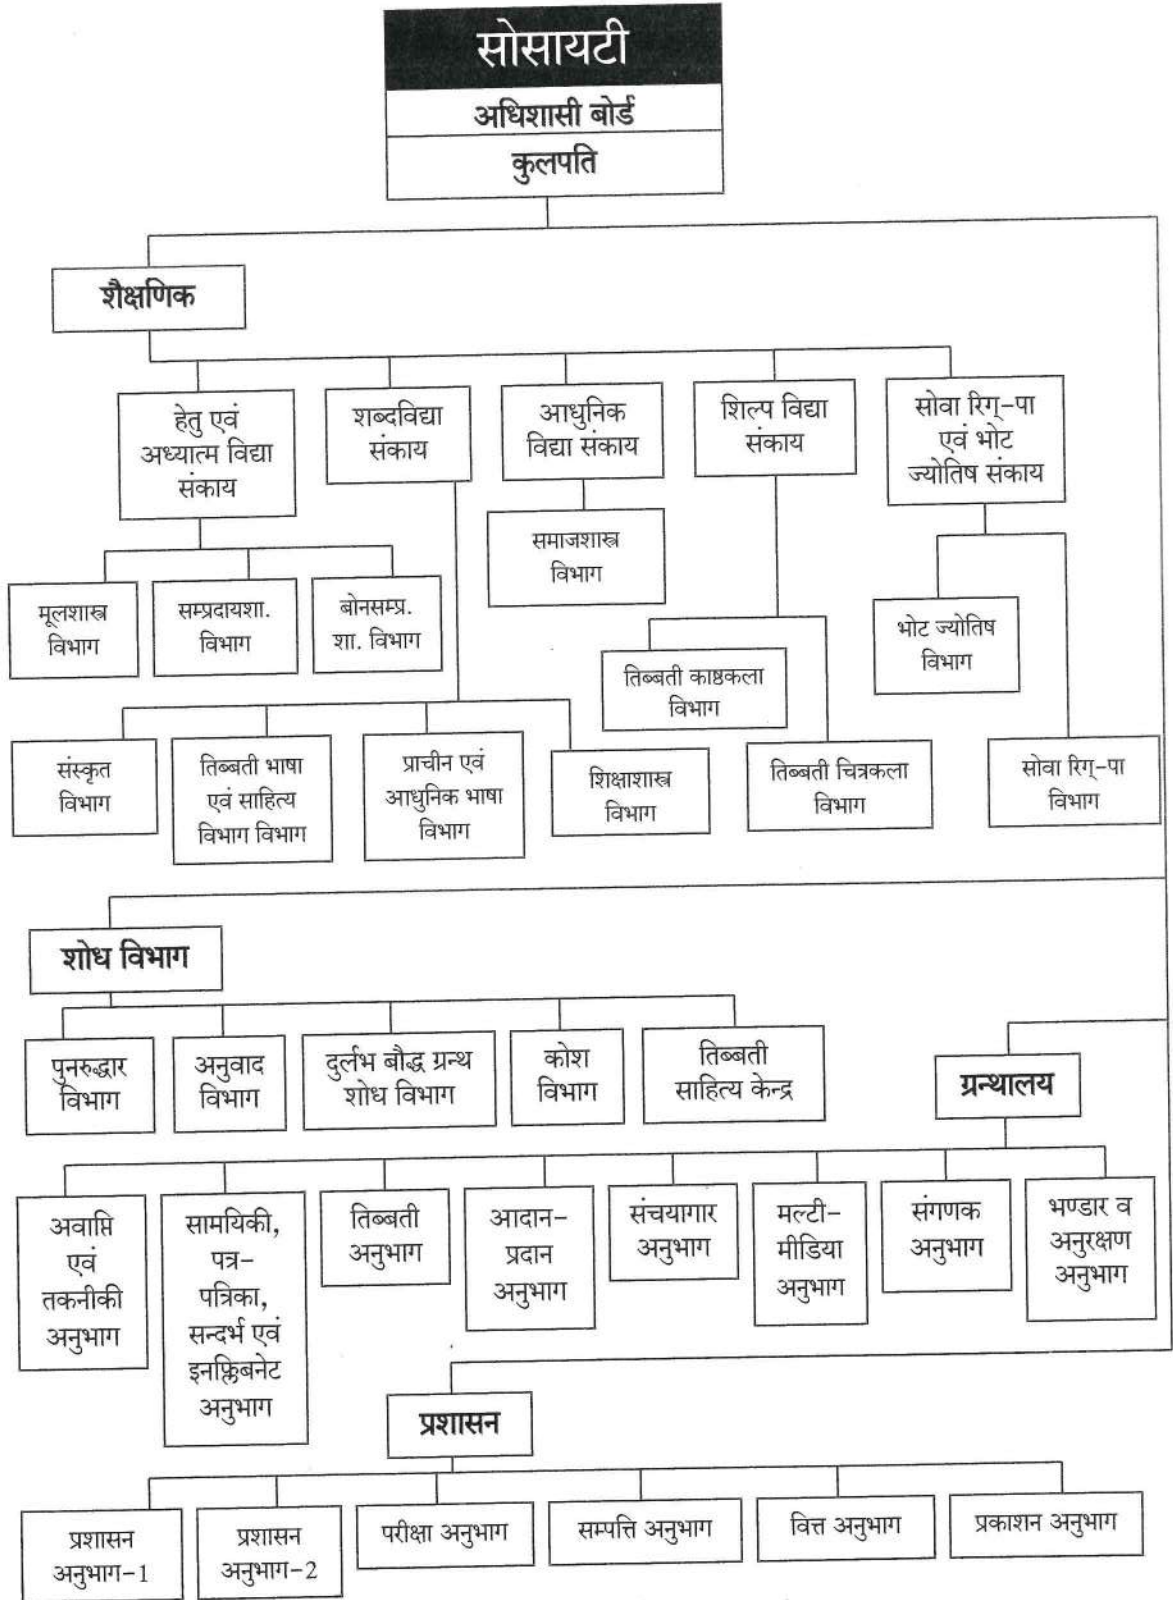 सोसायटी
अधिशासी बोर्ड
कुलपति
शैक्षणिक
हेतु एवं
अध्यात्म विद्या
संकाय
शब्दविद्या
संकाय
आधुनिक
विद्या संकाय
शिल्प विद्या
संकाय
सोवा रिग्-पा
एवं भोट
ज्योतिष संकाय
समाजशास्त्र
विभाग
मूलशास्त्र
विभाग
सम्प्रदायशा.
विभाग
बोनसम्प्र.
शा. विभाग
भोट ज्योतिष
विभाग
तिब्बती काष्ठकला
विभाग
संस्कृत
विभाग
तिब्बती भाषा
एवं साहित्य
विभाग विभाग
प्राचीन एवं
आधुनिक भाषा
विभाग
शिक्षाशास्त्र
विभाग
तिब्बती चित्रकला
विभाग
सोवा रिग्-पा
विभाग
शोध विभाग
पुनरुद्धार
विभाग
अनुवाद
विभाग
दुर्लभ बौद्ध ग्रन्थ
शोध विभाग
कोश
विभाग
तिब्बती
साहित्य केन्द्र
ग्रन्थालय
अवाप्ति
एवं
तकनीकी
अनुभाग
सामयिकी,
पत्र-
पत्रिका,
सन्दर्भ एवं
इनफ्लिबनेट
अनुभाग
तिब्बती
अनुभाग
आदान-
प्रदान
अनुभाग
संचयागार
अनुभाग
मल्टी-
मीडिया
अनुभाग
संगणक
अनुभाग
भण्डार व
अनुरक्षण
अनुभाग
प्रशासन
प्रशासन
अनुभाग-1
प्रशासन
अनुभाग-2
परीक्षा अनुभाग
सम्पत्ति अनुभाग
वित्त अनुभाग
प्रकाशन अनुभाग